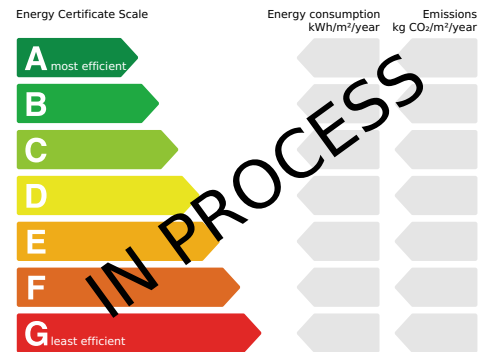 Energy Certificate Scale
Energy consumption
kWh/m²/year
Emissions
kg CO₂/m²/year
A most efficient
B
C
D
E
F
G least efficient
IN PROCESS